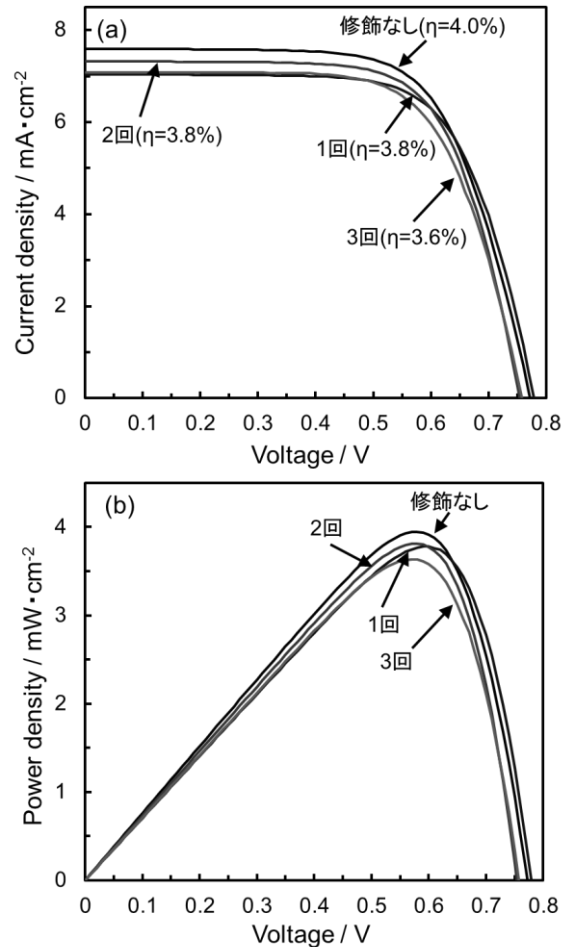 (a)
修飾なし(η=4.0%)
2回(η=3.8%)
1回(η=3.8%)
3回(η=3.6%)
Current density / mA・cm-2
8
6
4
2
0
0 0.1 0.2 0.3 0.4 0.5 0.6 0.7 0.8
Voltage / V
(b)
修飾なし
2回
1回
3回
Power density / mW・cm-2
4
3
2
1
0
0 0.1 0.2 0.3 0.4 0.5 0.6 0.7 0.8
Voltage / V